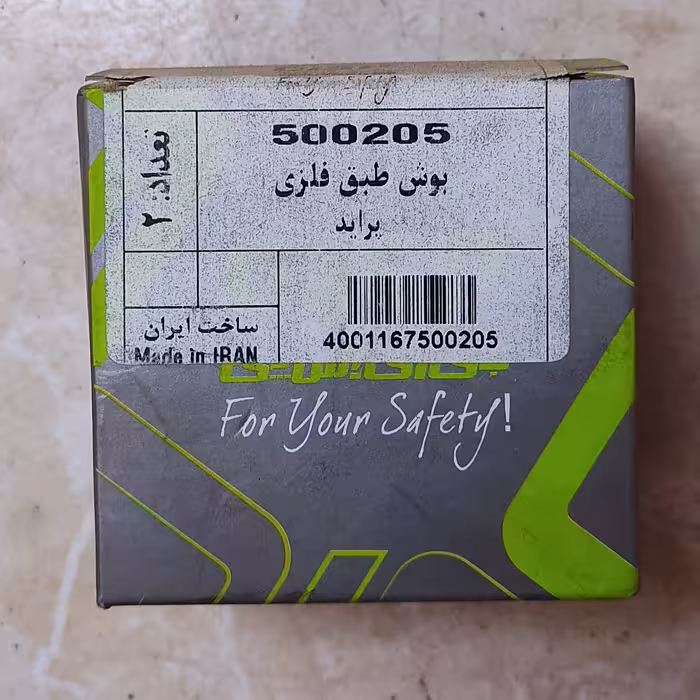 500205
بوش طبق فلزی
پراید
تعداد: ۲
4001167500205
ساخت ایران
Made in IRAN
For Your Safety!